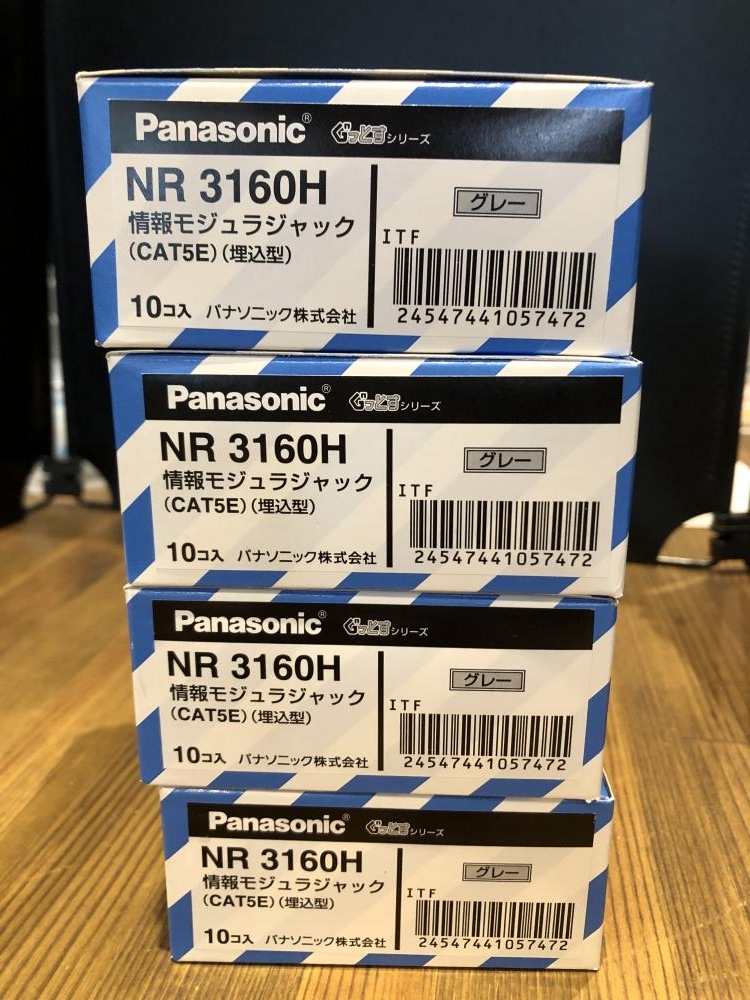 Panasonic® ぐっとすシリーズ
NR 3160H
グレー
情報モジュラジャック
(CAT5E)(埋込型)
ITF
24547441057472
10コ入 パナソニック株式会社
Panasonic® ぐっとすシリーズ
NR 3160H
グレー
情報モジュラジャック
(CAT5E)(埋込型)
ITF
24547441057472
10コ入 パナソニック株式会社
Panasonic® ぐっとすシリーズ
NR 3160H
グレー
情報モジュラジャック
(CAT5E)(埋込型)
ITF
24547441057472
10コ入 パナソニック株式会社
Panasonic® ぐっとすシリーズ
NR 3160H
グレー
情報モジュラジャック
(CAT5E)(埋込型)
ITF
24547441057472
10コ入 パナソニック株式会社